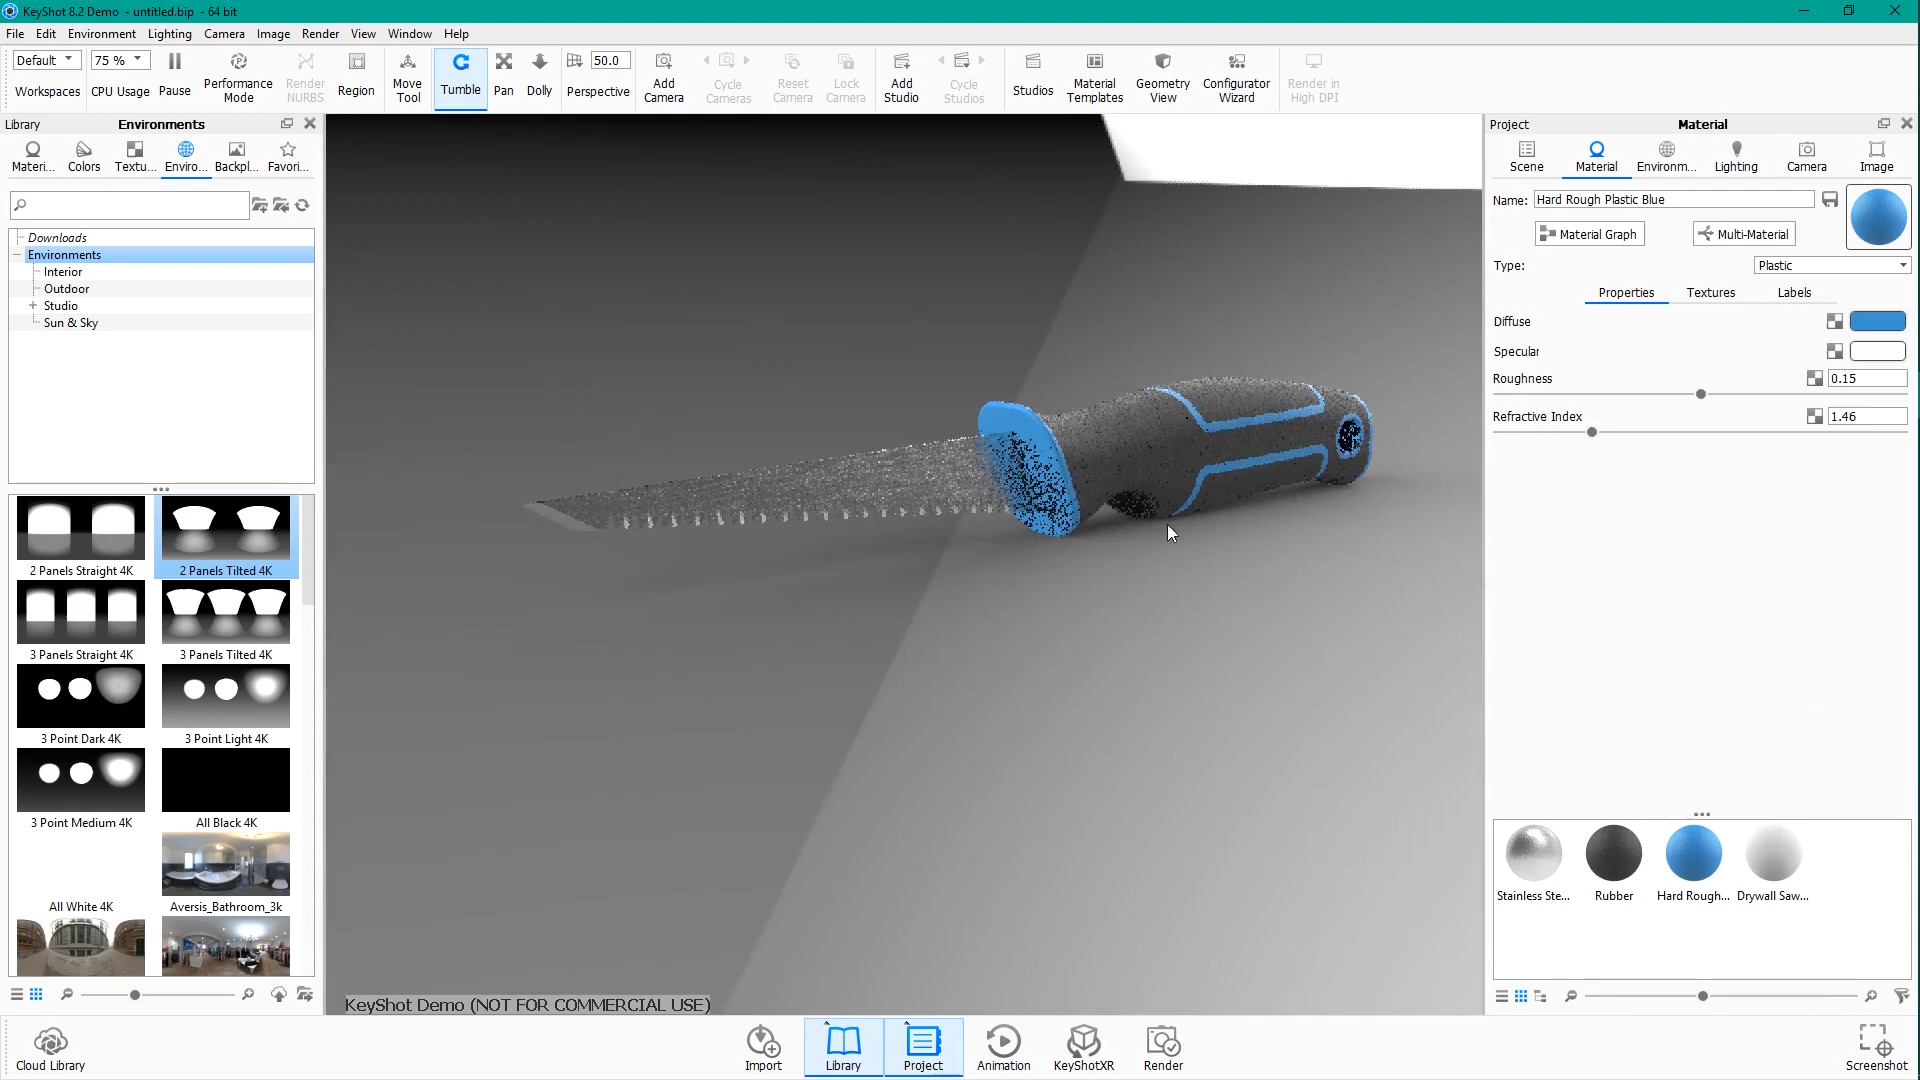 KeyShot 8.2 Demo - untitled.bip - 64 bit
File Edit Environment Lighting Camera Image Render View Window Help
Default 75 % 50.0
Workspaces CPU Usage Pause Performance Mode Render NURBS Region Move Tool Tumble Pan Dolly Perspective Add Camera Cycle Cameras Reset Camera Lock Camera Add Studio Cycle Studios Studios Material Templates Geometry View Configurator Wizard Render in High DPI
Library Environments
Materi... Colors Textu... Enviro... Backpl... Favori...
Downloads
Environments
Interior
Outdoor
Studio
Sun & Sky
2 Panels Straight 4K 2 Panels Tilted 4K
3 Panels Straight 4K 3 Panels Tilted 4K
3 Point Dark 4K 3 Point Light 4K
3 Point Medium 4K All Black 4K
All White 4K Aversis_Bathroom_3k
KeyShot Demo (NOT FOR COMMERCIAL USE)
Project Material
Scene Material Environm... Lighting Camera Image
Name: Hard Rough Plastic Blue
Material Graph Multi-Material
Type: Plastic
Properties Textures Labels
Diffuse
Specular
Roughness 0.15
Refractive Index 1.46
Stainless Ste... Rubber Hard Rough... Drywall Saw...
Cloud Library Import Library Project Animation KeyShotXR Render Screenshot